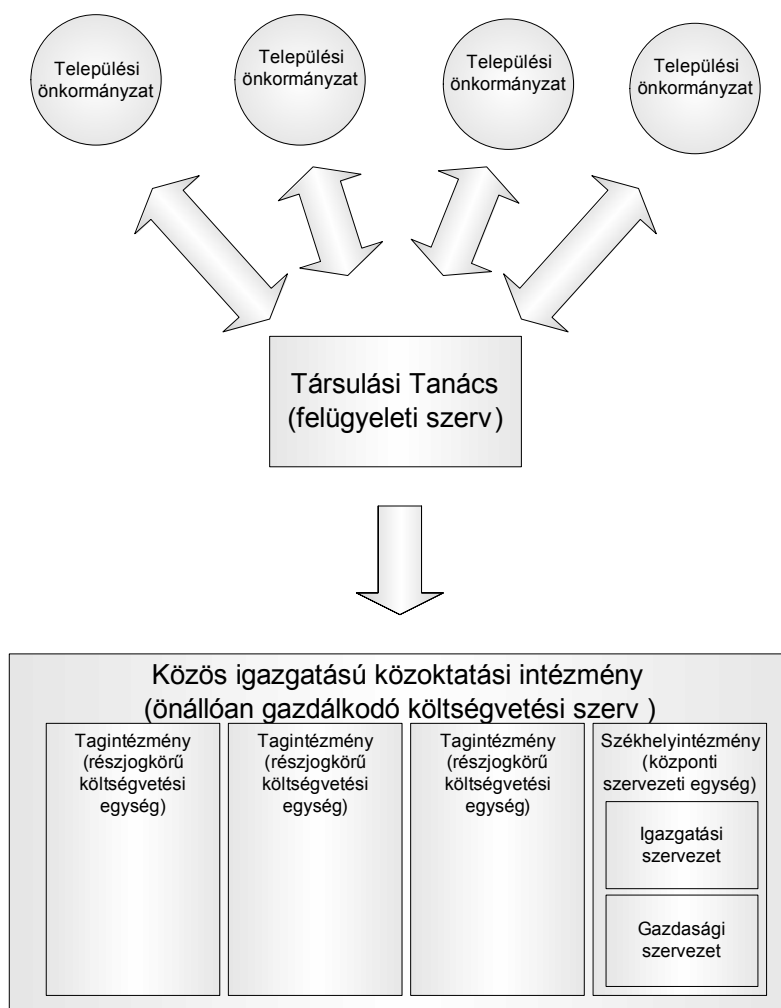 Települési
önkormányzat
Települési
önkormányzat
Települési
önkormányzat
Települési
önkormányzat
Társulási Tanács
(felügyeleti szerv)
Közös igazgatású közoktatási intézmény
(önállóan gazdálkodó költségvetési szerv )
Tagintézmény
(részjogkörű
költségvetési
egység)
Tagintézmény
(részjogkörű
költségvetési
egység)
Tagintézmény
(részjogkörű
költségvetési
egység)
Székhelyintézmény
(központi
szervezeti egység)
Igazgatási
szervezet
Gazdasági
szervezet